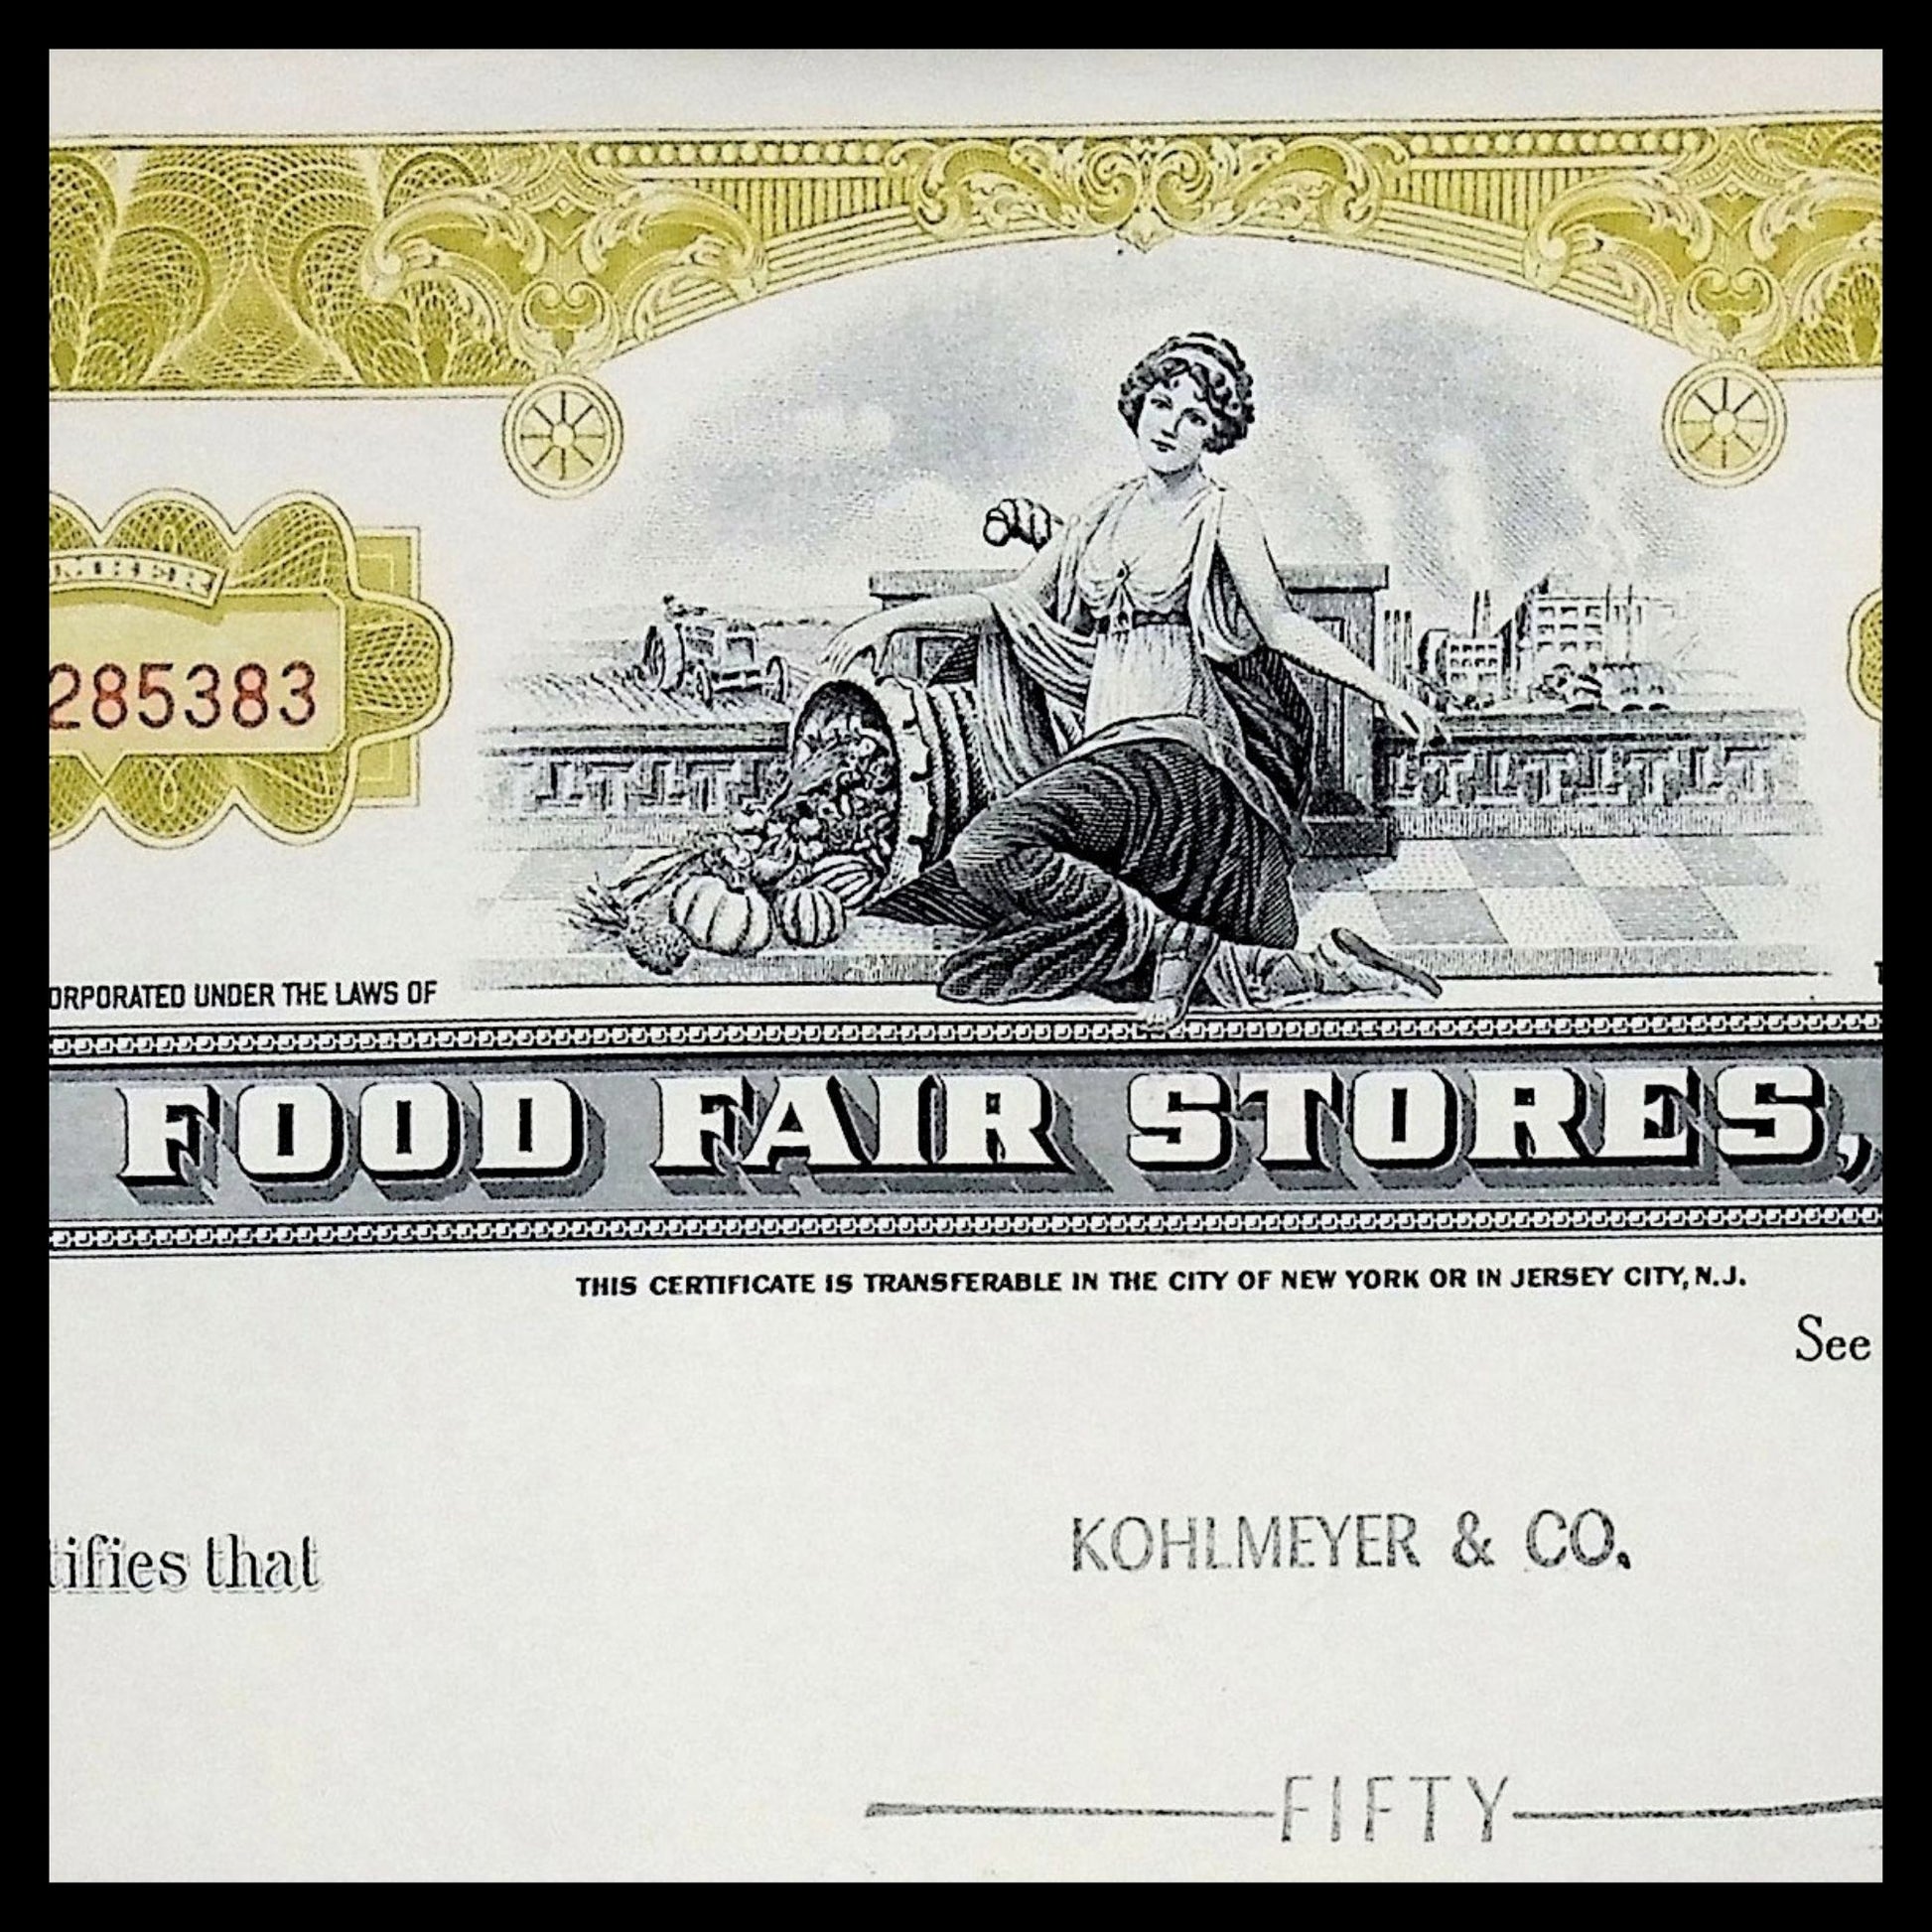 285383
ORPORATED UNDER THE LAWS OF
FOOD FAIR STORES,
THIS CERTIFICATE IS TRANSFERABLE IN THE CITY OF NEW YORK OR IN JERSEY CITY, N.J.
See
tifies that
KOHLMEYER & CO.
FIFTY